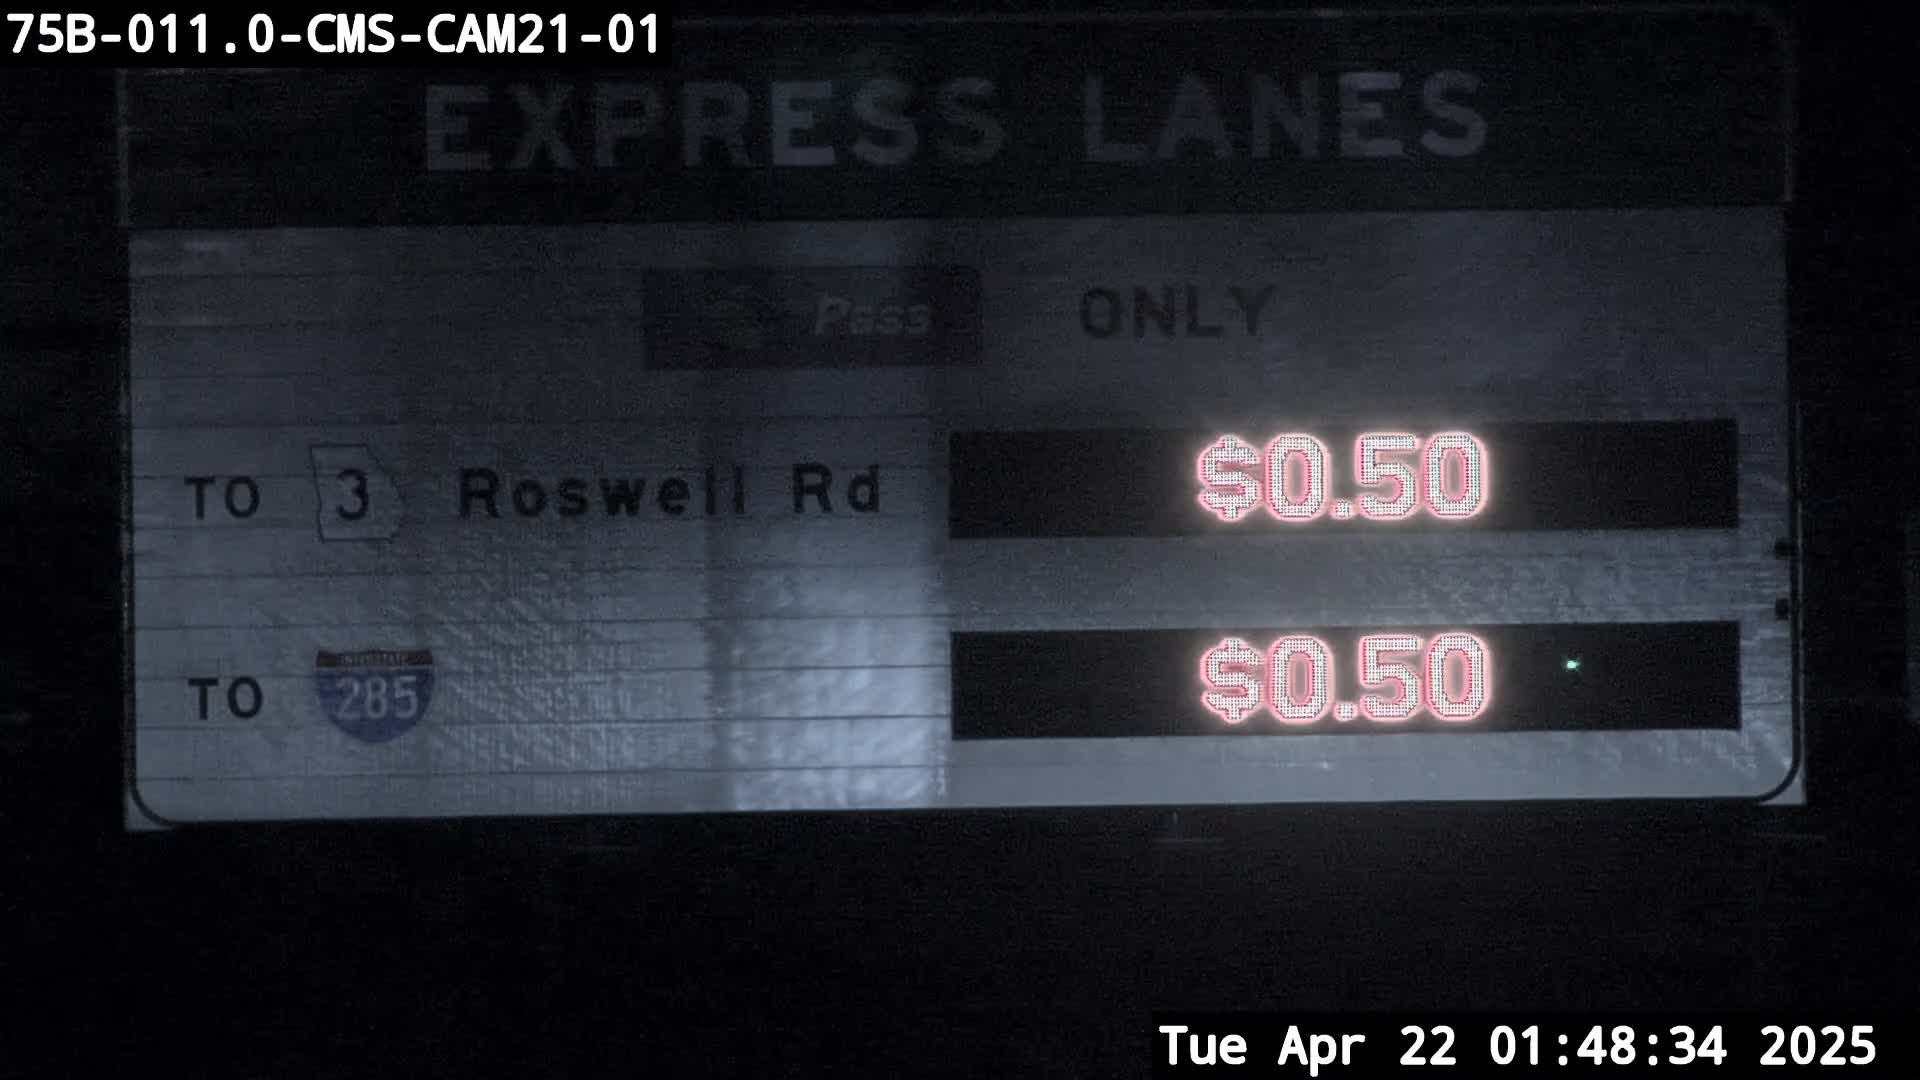 75B-011.0-CMS-CAM21-01
EXPRESS LANES
Pass ONLY
TO 3 Roswell Rd $0.50
TO INTERSTATE 285 $0.50
Tue Apr 22 01:48:34 2025